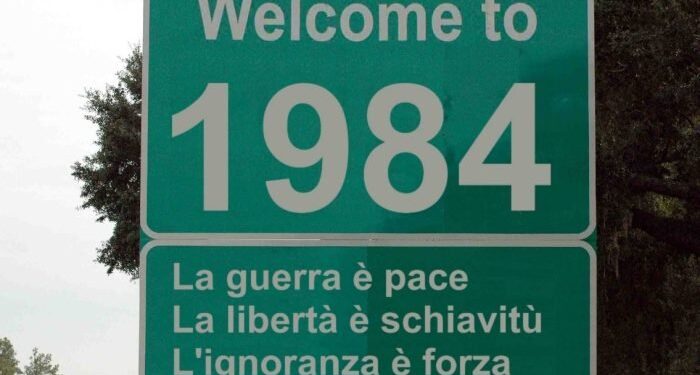 Welcome to
1984
La guerra è pace
La libertà è schiavitù
L'ignoranza è forza